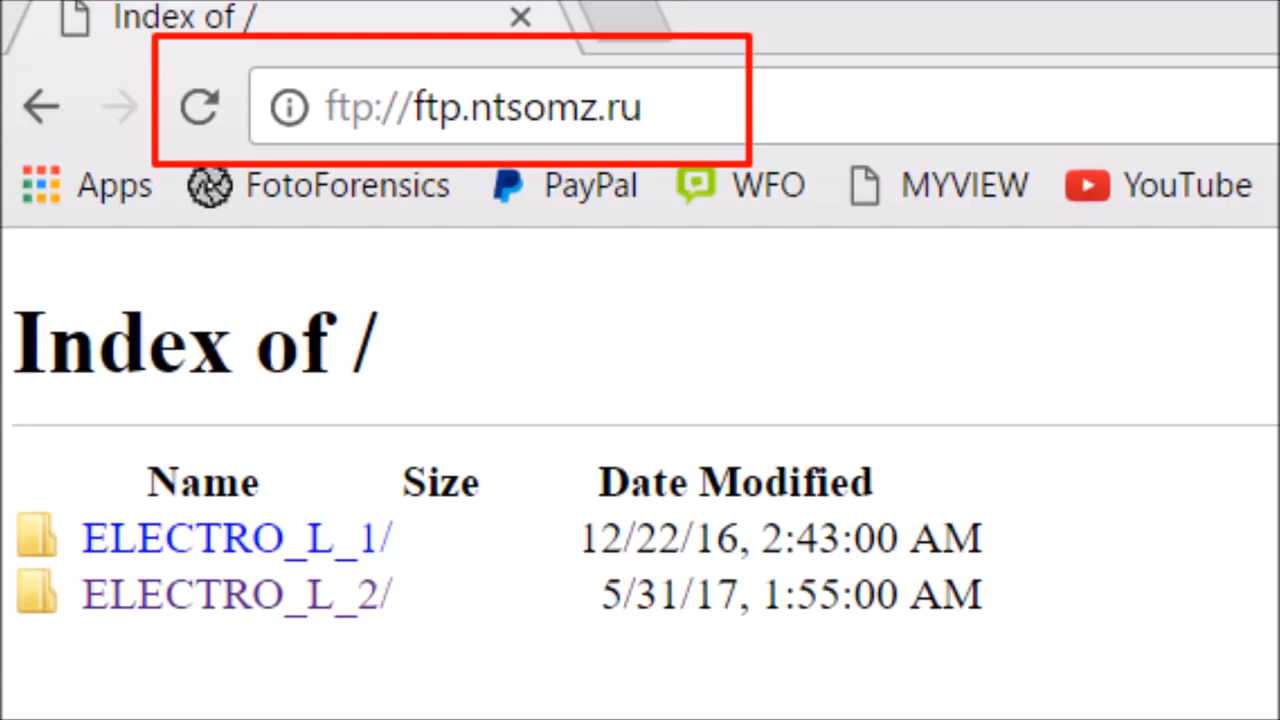 Index of /
ftp://ftp.ntsomz.ru
Apps FotoForensics PayPal WFO MYVIEW YouTube
Index of /
Name Size Date Modified
ELECTRO_L_1/ 12/22/16, 2:43:00 AM
ELECTRO_L_2/ 5/31/17, 1:55:00 AM